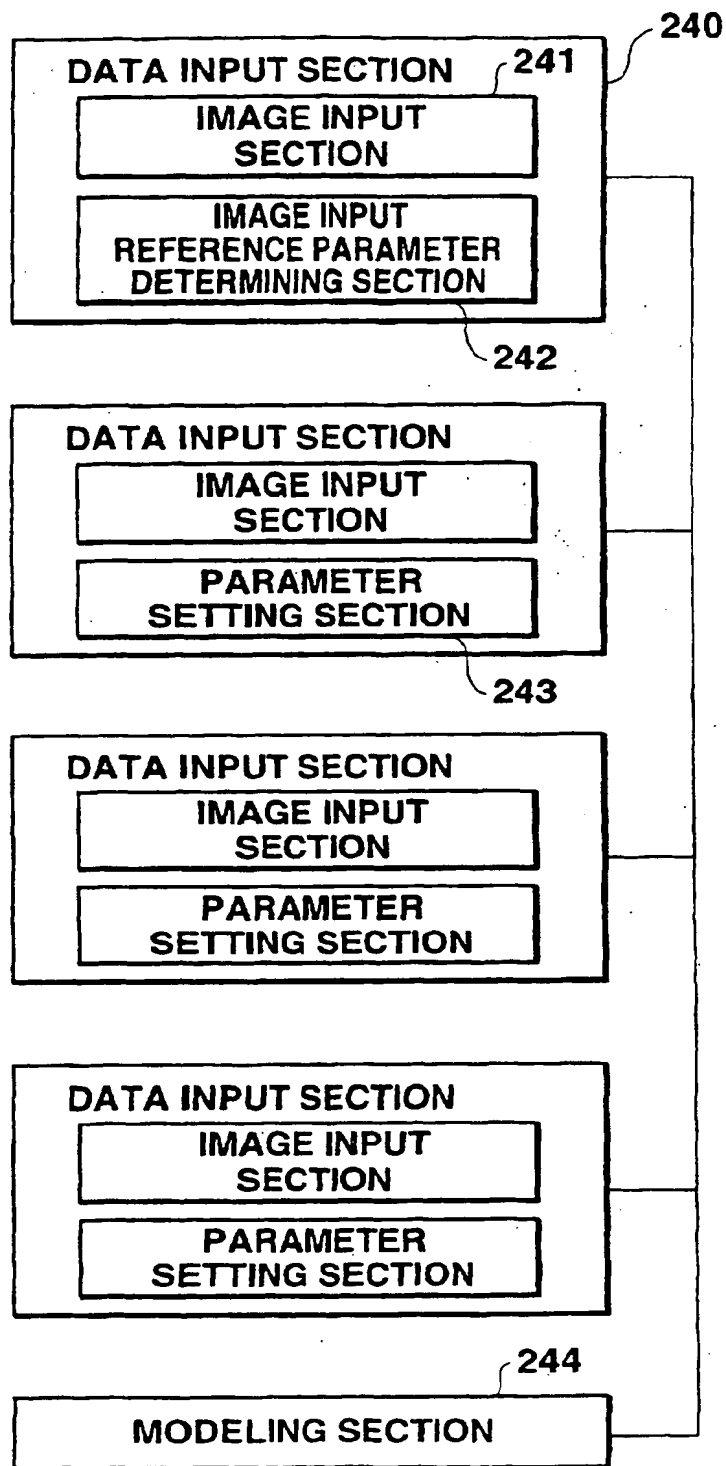 240
DATA INPUT SECTION
241
IMAGE INPUT
SECTION
IMAGE INPUT
REFERENCE PARAMETER
DETERMINING SECTION
242
DATA INPUT SECTION
IMAGE INPUT
SECTION
PARAMETER
SETTING SECTION
243
DATA INPUT SECTION
IMAGE INPUT
SECTION
PARAMETER
SETTING SECTION
DATA INPUT SECTION
IMAGE INPUT
SECTION
PARAMETER
SETTING SECTION
244
MODELING SECTION